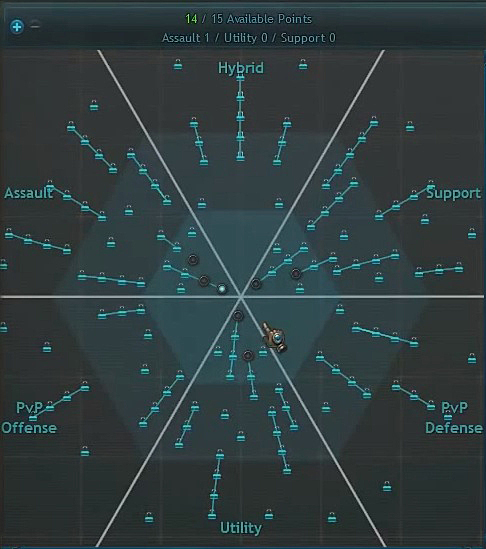 14 / 15 Available Points
Assault 1 / Utility 0 / Support 0
Hybrid
Assault
Support
PvP
Offense
PvP
Defense
Utility